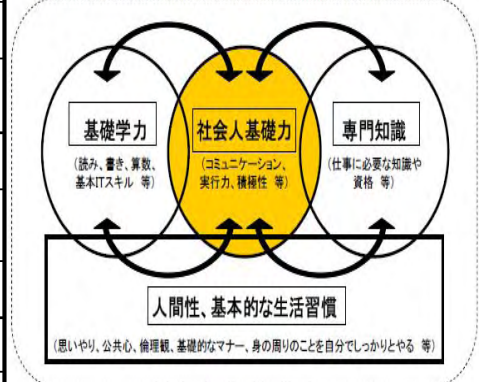 基礎学力
(読み、書き、算数、
基本ITスキル 等)
社会人基礎力
(コミュニケーション、
実行力、積極性 等)
専門知識
(仕事に必要な知識や
資格 等)
人間性、基本的な生活習慣
(思いやり、公共心、倫理観、基礎的なマナー、身の周りのことを自分でしっかりとやる 等)